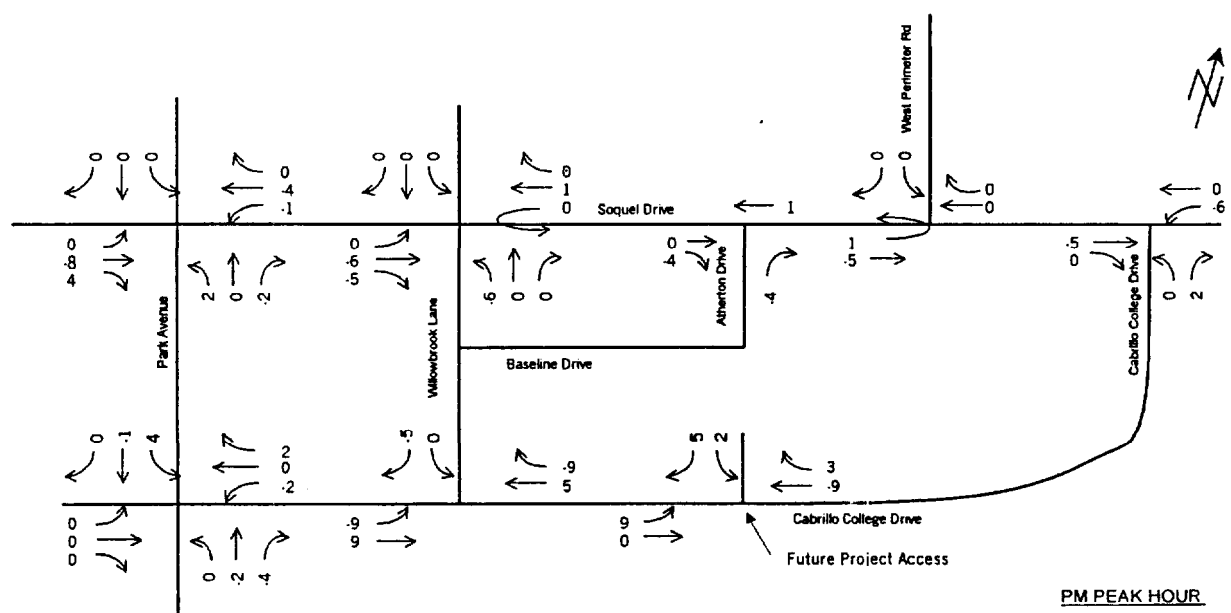 West Perimeter Rd
0 0 0
0
-4
-1
0 0 0
0
1
0
Soquel Drive
1
0 0
0
0
0
-6
0
-8
4
2 0 -2
0
-6
-5
-6 0 0
0
-4
Atherton Drive
-4
1
-5
-5
0
0 2
Park Avenue
Willowbrook Lane
Baseline Drive
Cabrillo College Drive
0 -1 4
2
0
-2
-5 0
-9
5
5 2
3
-9
0
0
0
0 -2 -4
-9
9
9
0
Cabrillo College Drive
Future Project Access
PM PEAK HOUR